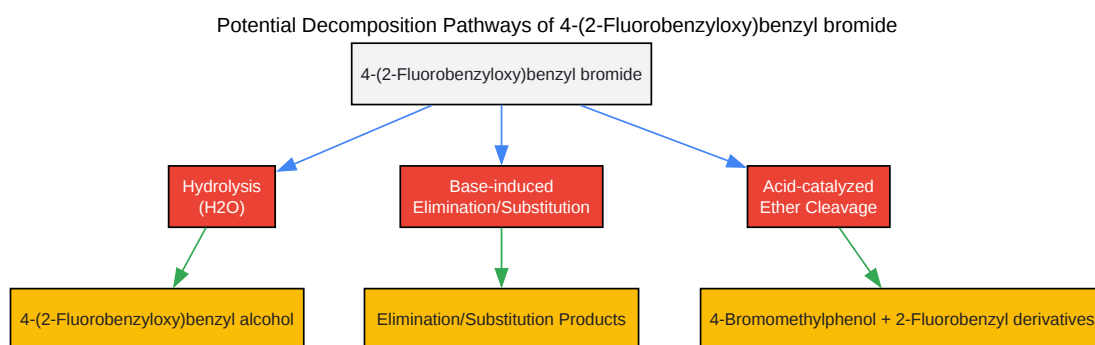 Potential Decomposition Pathways of 4-(2-Fluorobenzyloxy)benzyl bromide
4-(2-Fluorobenzyloxy)benzyl bromide
Hydrolysis
(H2O)
Base-induced
Elimination/Substitution
Acid-catalyzed
Ether Cleavage
4-(2-Fluorobenzyloxy)benzyl alcohol
Elimination/Substitution Products
4-Bromomethylphenol + 2-Fluorobenzyl derivatives